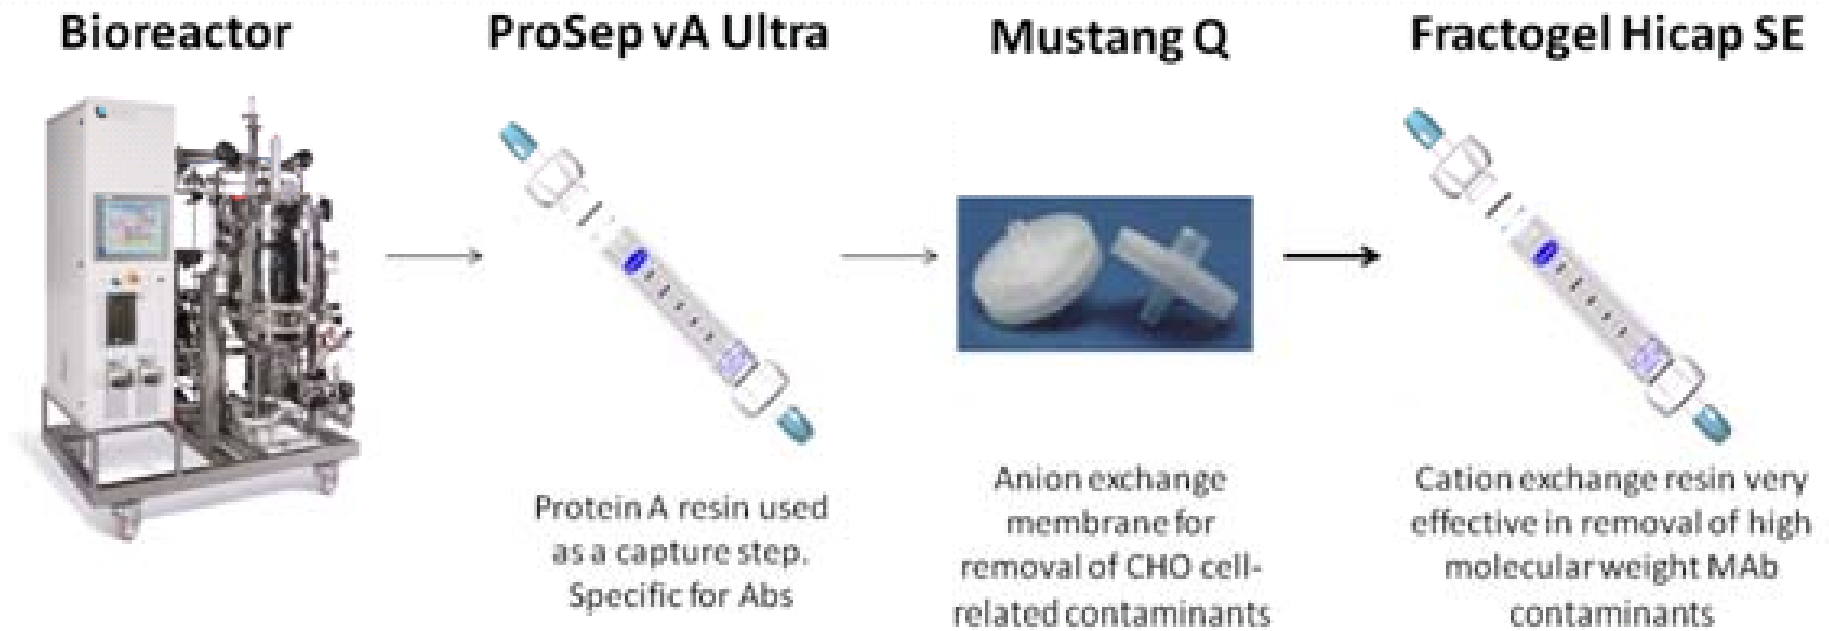 Bioreactor
ProSep vA Ultra
Mustang Q
Fractogel Hicap SE
Protein A resin used
as a capture step.
Specific for Abs
Anion exchange
membrane for
removal of CHO cell-
related contaminants
Cation exchange resin very
effective in removal of high
molecular weight MAb
contaminants